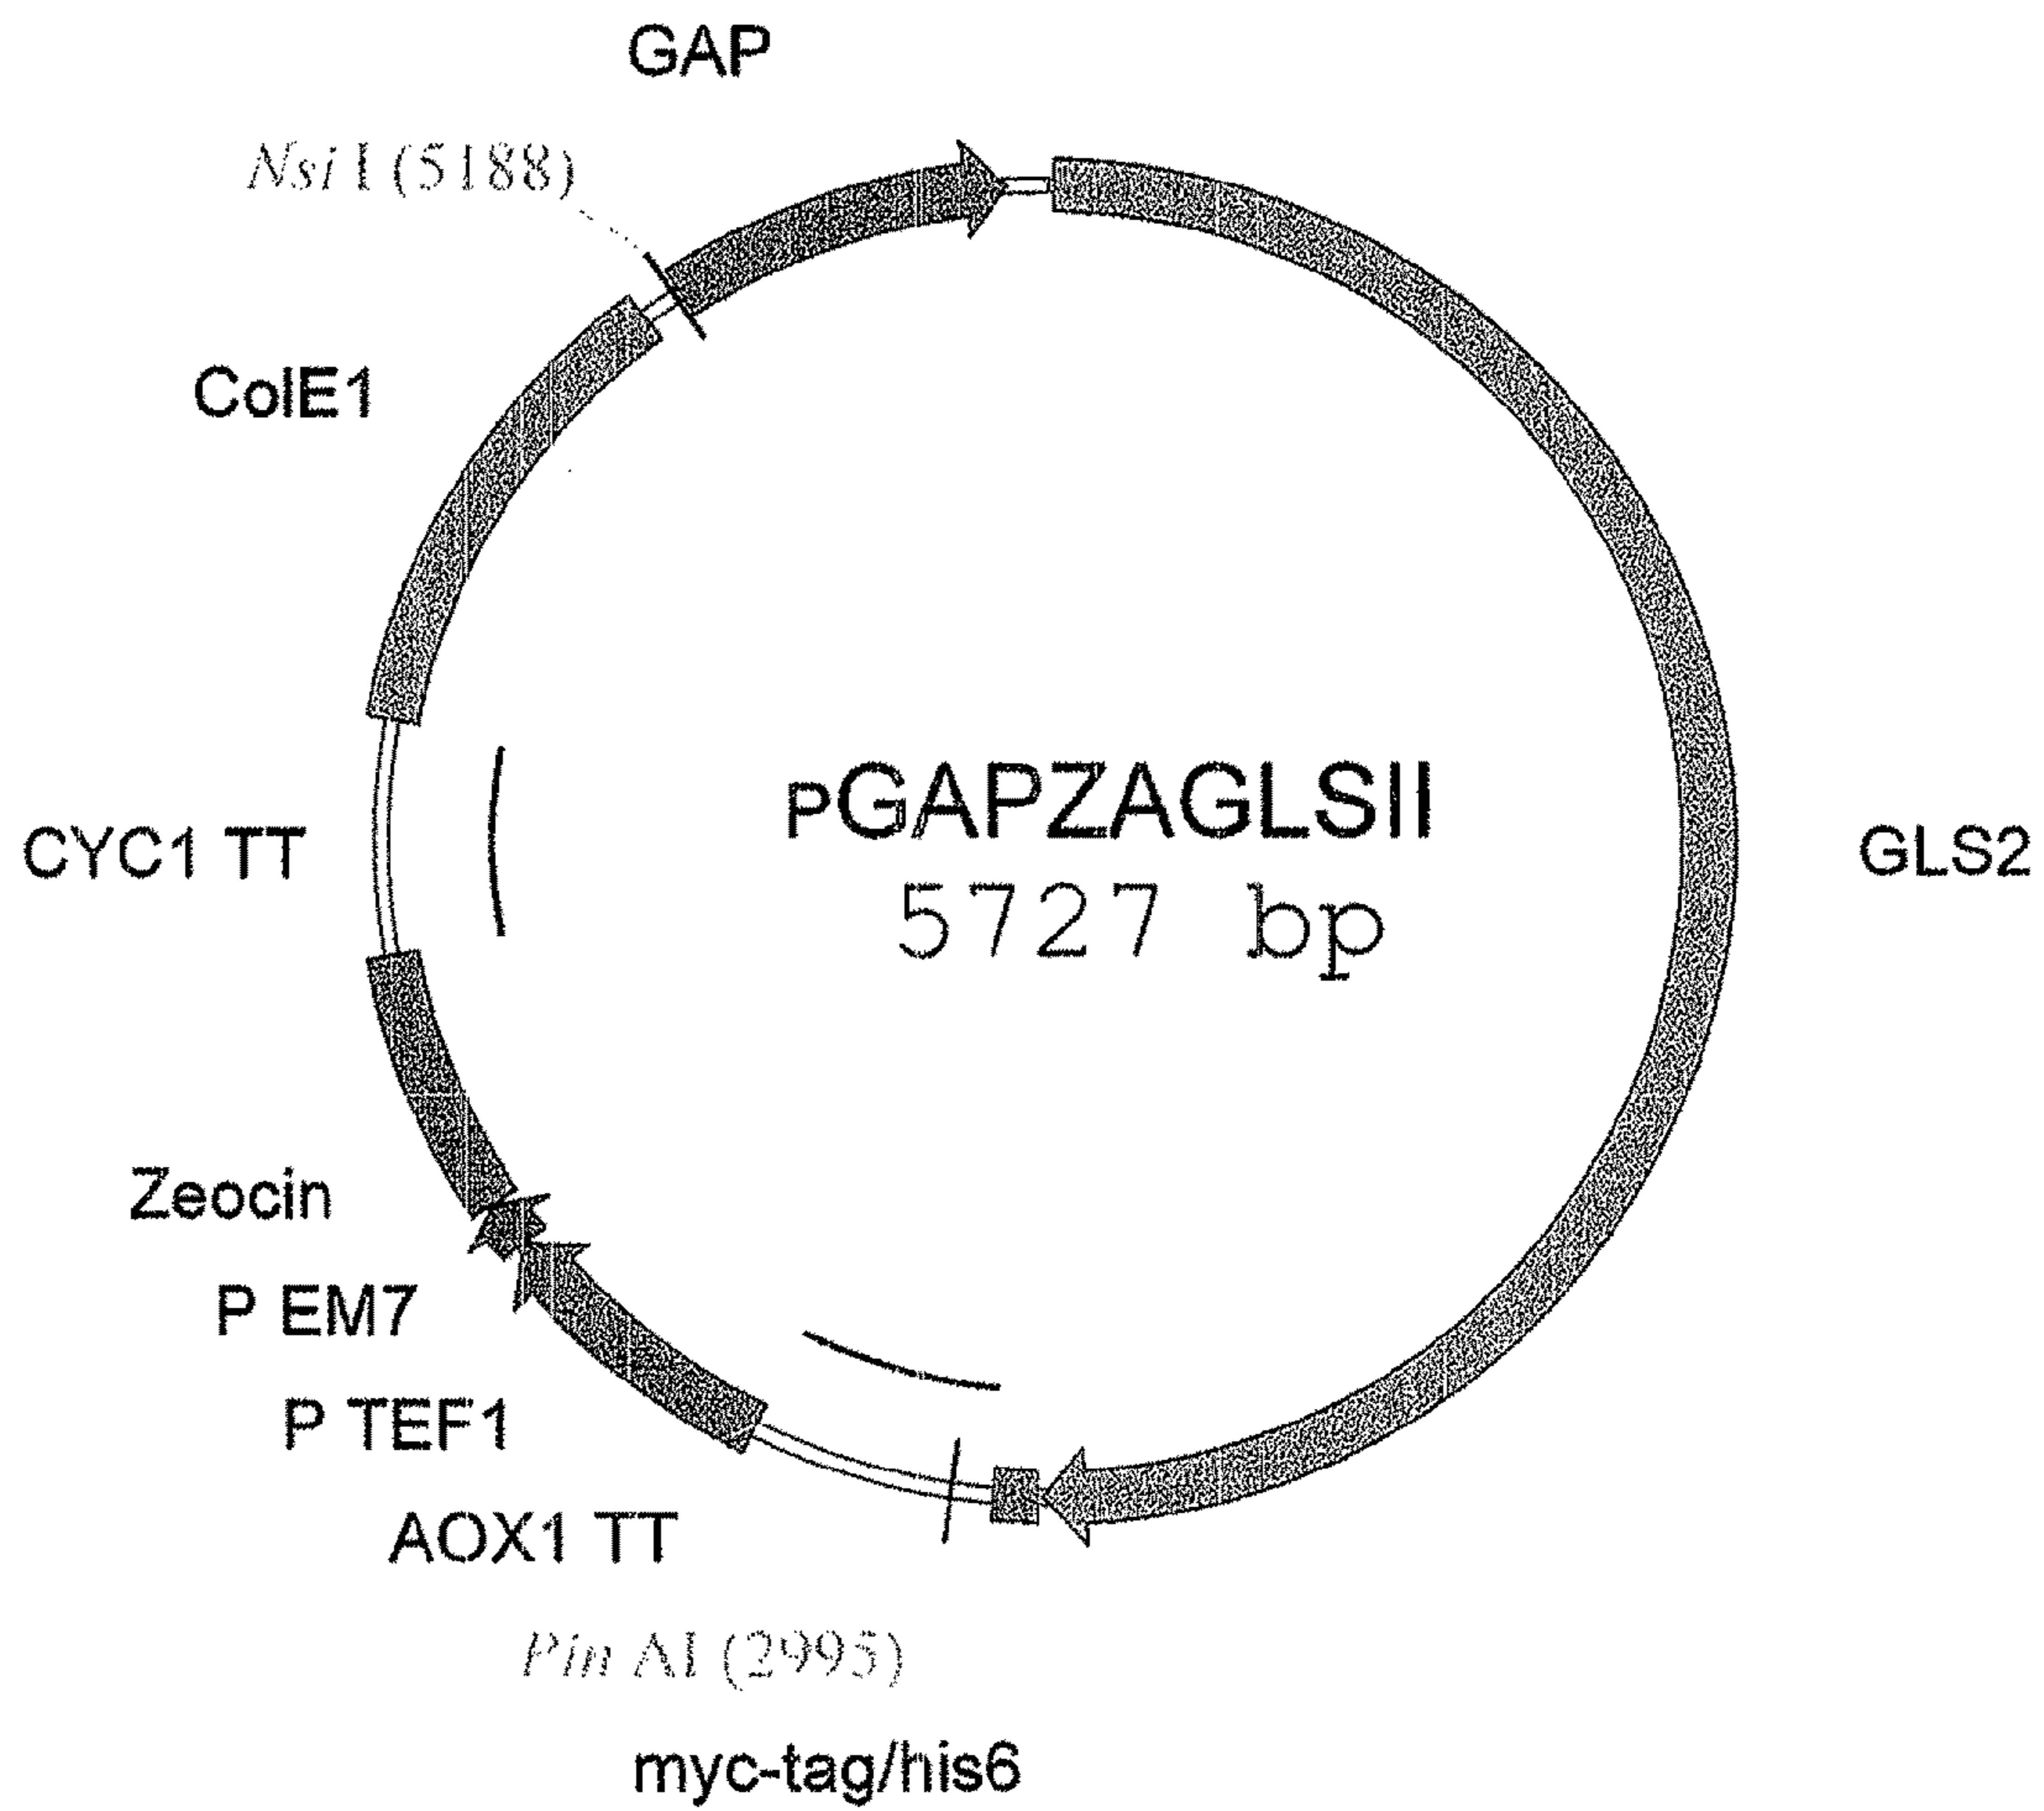 GAP
Nsi I (5188)
ColE1
pGAPZAGLSII
5727 bp
CYC1 TT
GLS2
Zeocin
P EM7
P TEF1
AOX1 TT
Pin AI (2995)
myc-tag/his6